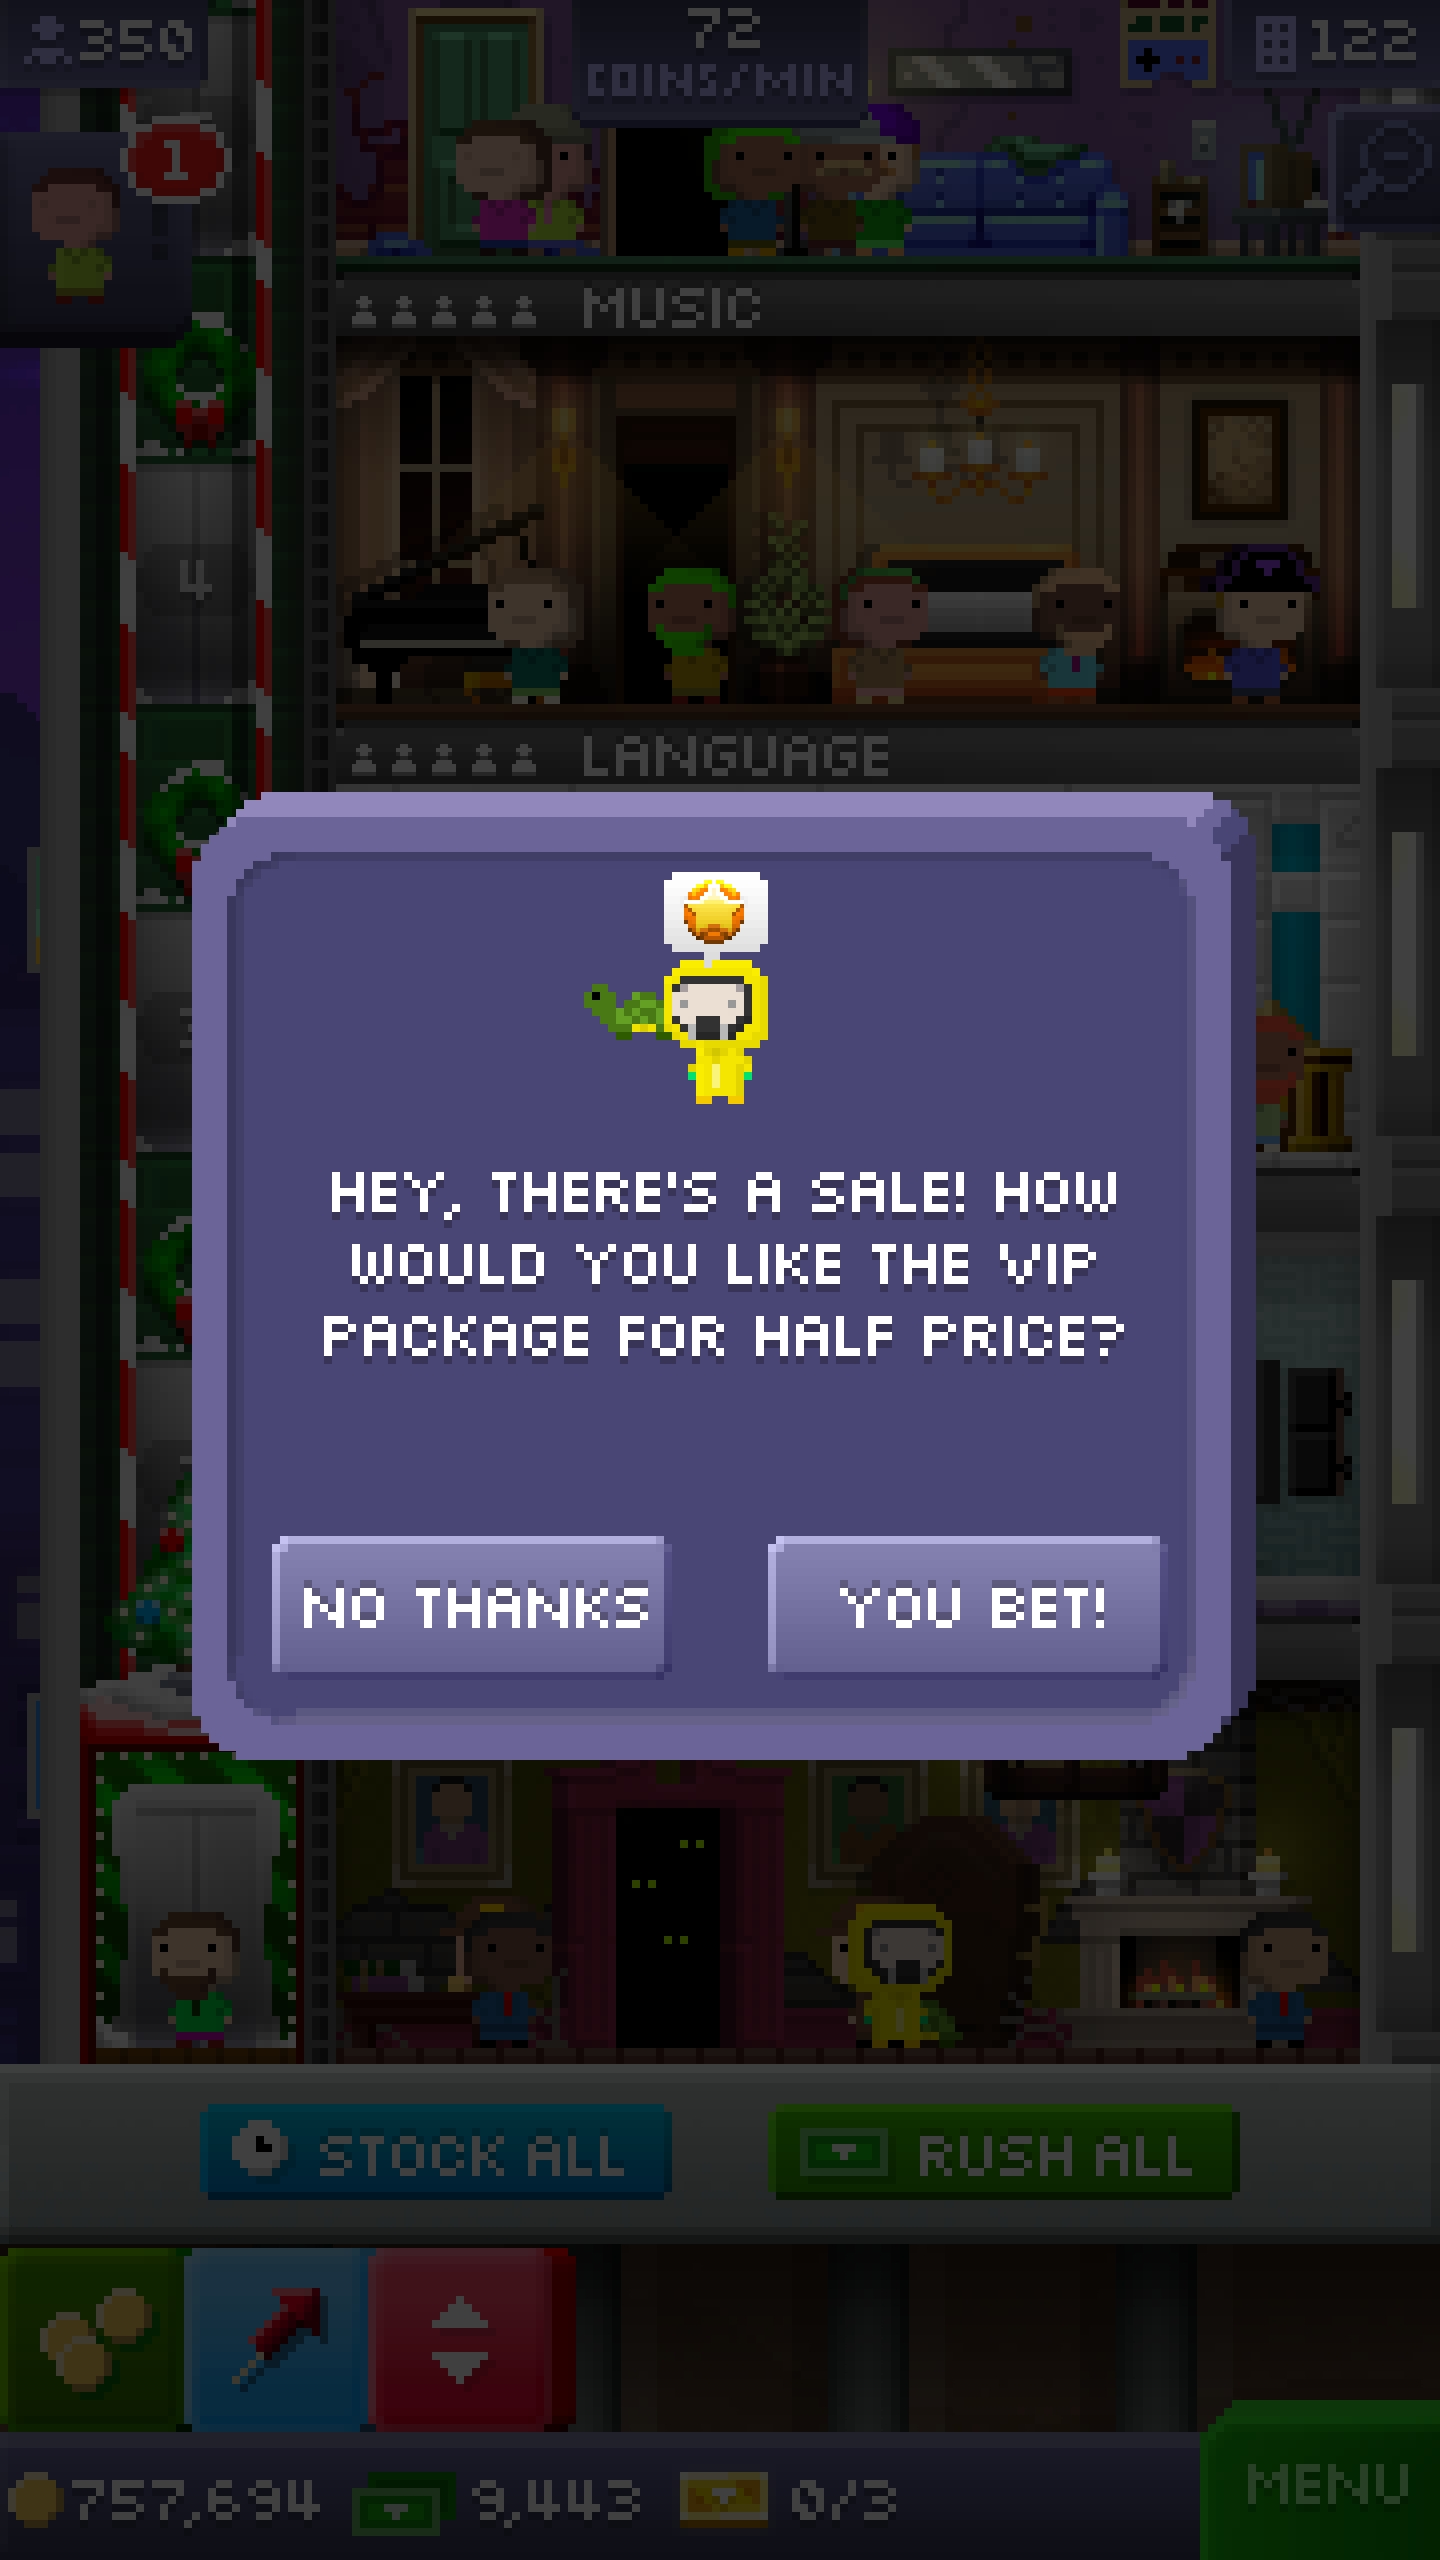 350
72
COINS/MIN
122
1
MUSIC
4
LANGUAGE
HEY, THERE'S A SALE! HOW
WOULD YOU LIKE THE VIP
PACKAGE FOR HALF PRICE?
NO THANKS
YOU BET!
STOCK ALL
RUSH ALL
757,694
9,443
0/3
MENU